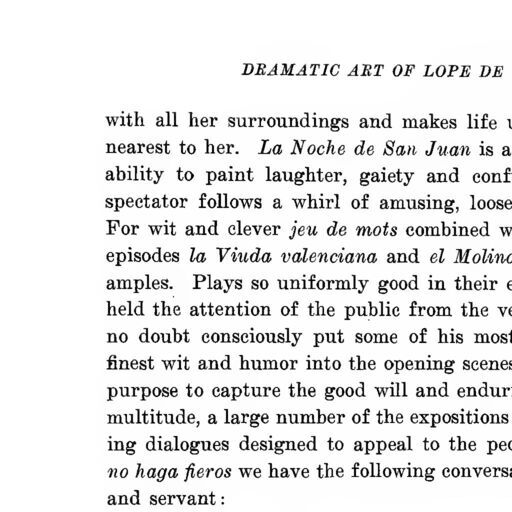 DRAMATIC ART OF LOPE DE
with all her surroundings and makes life
nearest to her. La Noche de San Juan is a
ability to paint laughter, gaiety and conf
spectator follows a whirl of amusing, loose
For wit and clever jeu de mots combined w
episodes la Viuda valenciana and el Molino
amples. Plays so uniformly good in their e
held the attention of the public from the ve
no doubt consciously put some of his most
finest wit and humor into the opening scenes
purpose to capture the good will and endur
multitude, a large number of the expositions
ing dialogues designed to appeal to the peo
no haga fieros we have the following conversa
and servant: